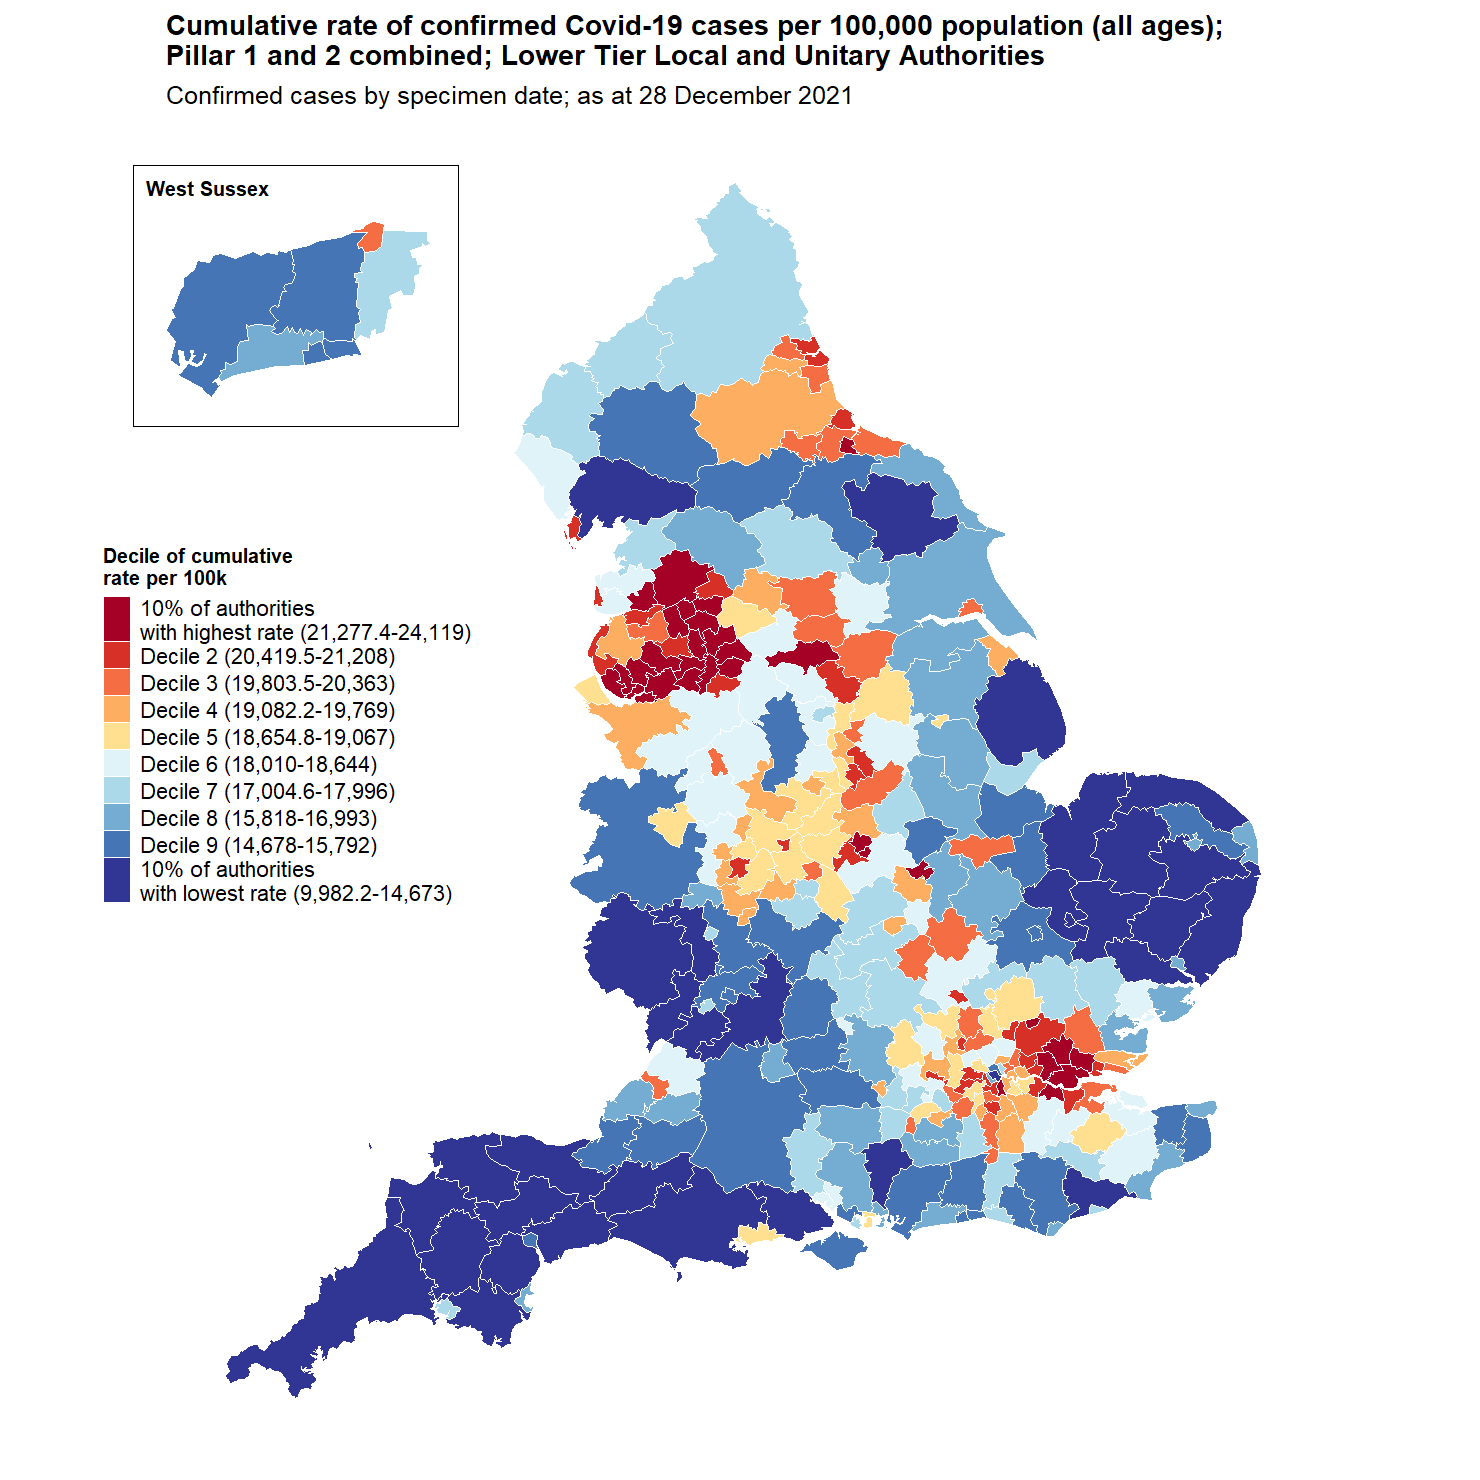 Cumulative rate of confirmed Covid-19 cases per 100,000 population (all ages);
Pillar 1 and 2 combined; Lower Tier Local and Unitary Authorities
Confirmed cases by specimen date; as at 28 December 2021
West Sussex
Decile of cumulative
rate per 100k
10% of authorities
with highest rate (21,277.4-24,119)
Decile 2 (20,419.5-21,208)
Decile 3 (19,803.5-20,363)
Decile 4 (19,082.2-19,769)
Decile 5 (18,654.8-19,067)
Decile 6 (18,010-18,644)
Decile 7 (17,004.6-17,996)
Decile 8 (15,818-16,993)
Decile 9 (14,678-15,792)
10% of authorities
with lowest rate (9,982.2-14,673)